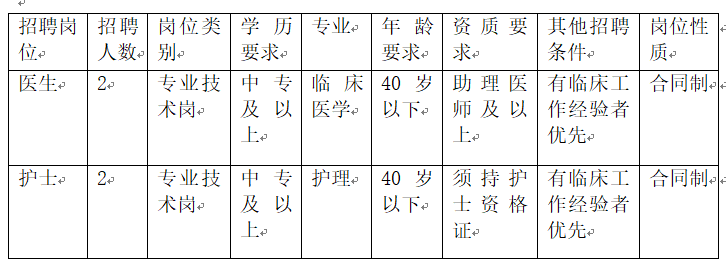 招聘岗位 招聘人数 岗位类别 学历要求 专业 年龄要求 资质要求 其他招聘条件 岗位性质
医生 2 专业技术岗 中专及以上 临床医学 40岁以下 助理医师及以上 有临床工作经验者优先 合同制
护士 2 专业技术岗 中专及以上 护理 40岁以下 须持护士资格证 有临床工作经验者优先 合同制